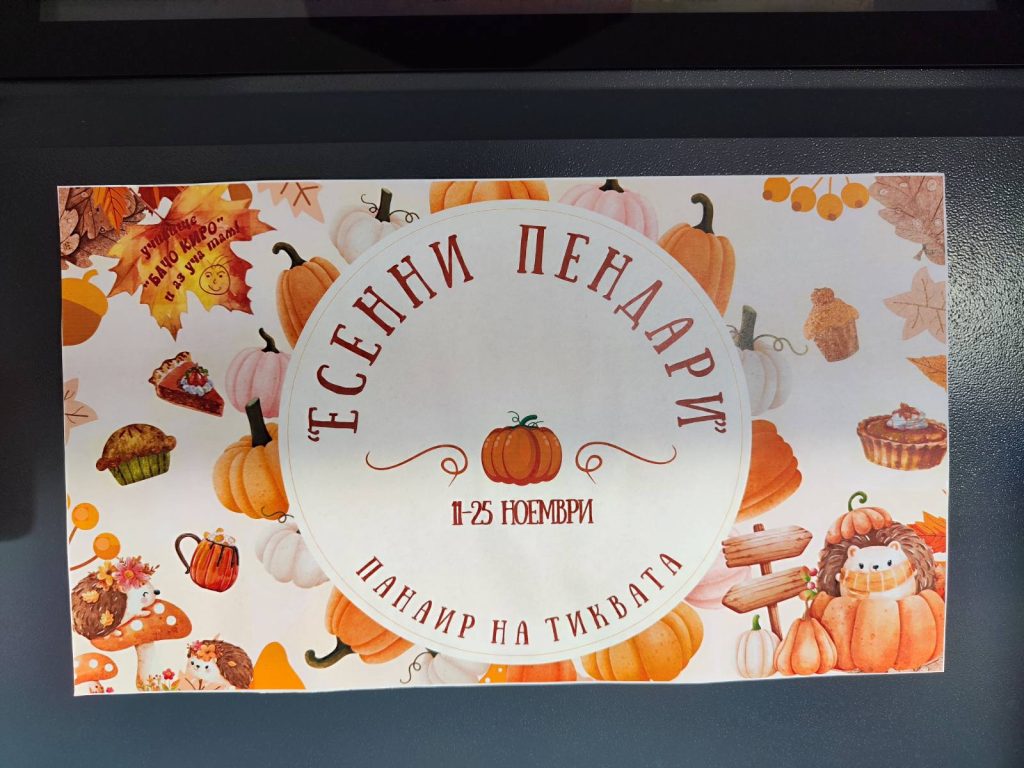 училище
"БАЧО КИРО"
и аз уча там!
"ЕСЕННИ ПЕНДАРИ"
11-25 НОЕМВРИ
ПАНАИР НА ТИКВАТА